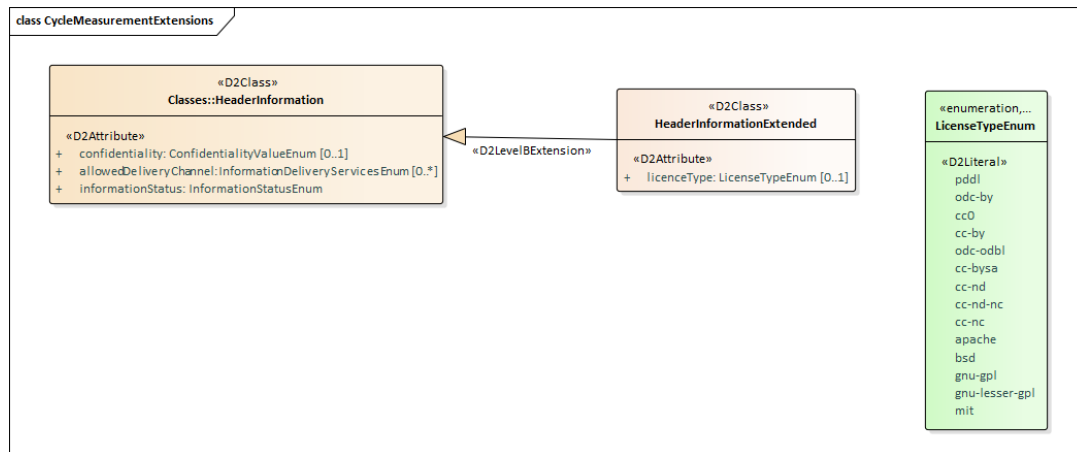 class CycleMeasurementExtensions
«D2Class»
Classes::HeaderInformation
«D2Attribute»
+ confidentiality: ConfidentialityValueEnum [0..1]
+ allowedDeliveryChannel:InformationDeliveryServicesEnum [0..*]
+ informationStatus: InformationStatusEnum
«D2LevelBExtension»
«D2Class»
HeaderInformationExtended
«D2Attribute»
+ licenceType: LicenseTypeEnum [0..1]
«enumeration,...
LicenseTypeEnum
«D2Literal»
pddl
odc-by
cc0
cc-by
odc-odbl
cc-bysa
cc-nd
cc-nd-nc
cc-nc
apache
bsd
gnu-gpl
gnu-lesser-gpl
mit